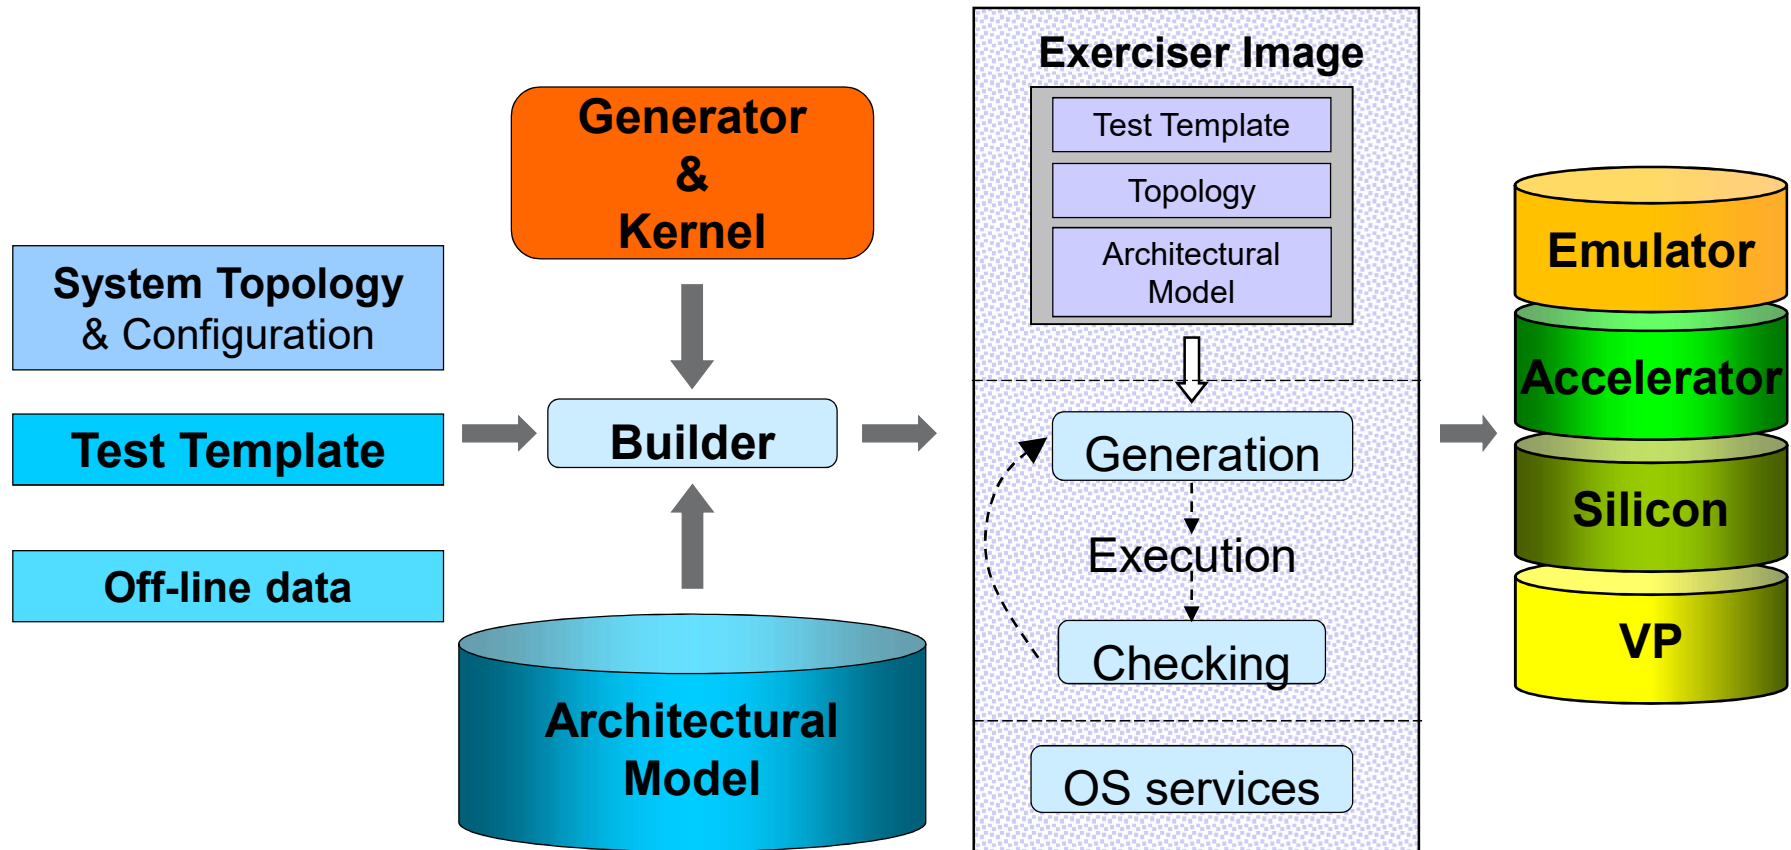 System Topology
& Configuration
Test Template
Off-line data
Generator
&
Kernel
Builder
Architectural
Model
Exerciser Image
Test Template
Topology
Architectural
Model
Generation
Execution
Checking
OS services
Emulator
Accelerator
Silicon
VP